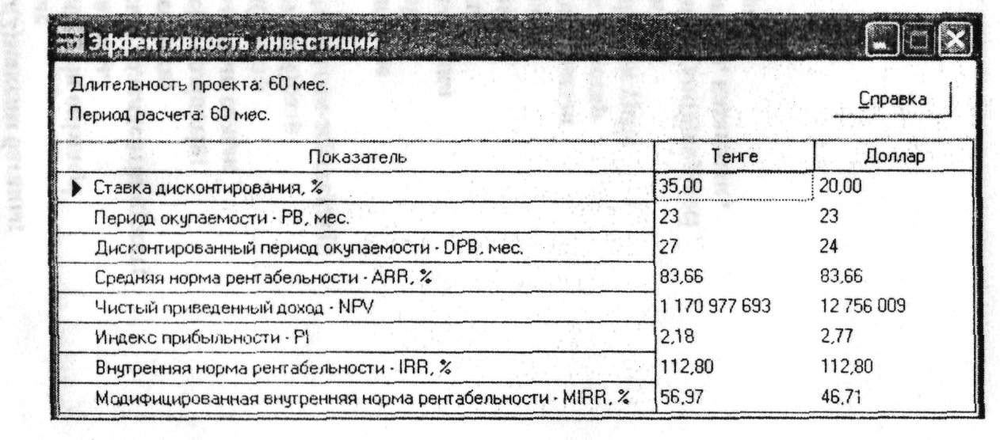 Эффективность инвестиций
Длительность проекта: 60 мес.
Справка
Период расчета: 60 мес.
Показатель Тенге Доллар
Ставка дисконтирования, % 35,00 20,00
Период окупаемости - PB, мес. 23 23
Дисконтированный период окупаемости - DPB, мес. 27 24
Средняя норма рентабельности - ARR, % 83,66 83,66
Чистый приведенный доход - NPV 1 170 977 693 12 756 009
Индекс прибыльности - PI 2,18 2,77
Внутренняя норма рентабельности - IRR, % 112,80 112,80
Модифицированная внутренняя норма рентабельности - MIRR, % 56,97 46,71